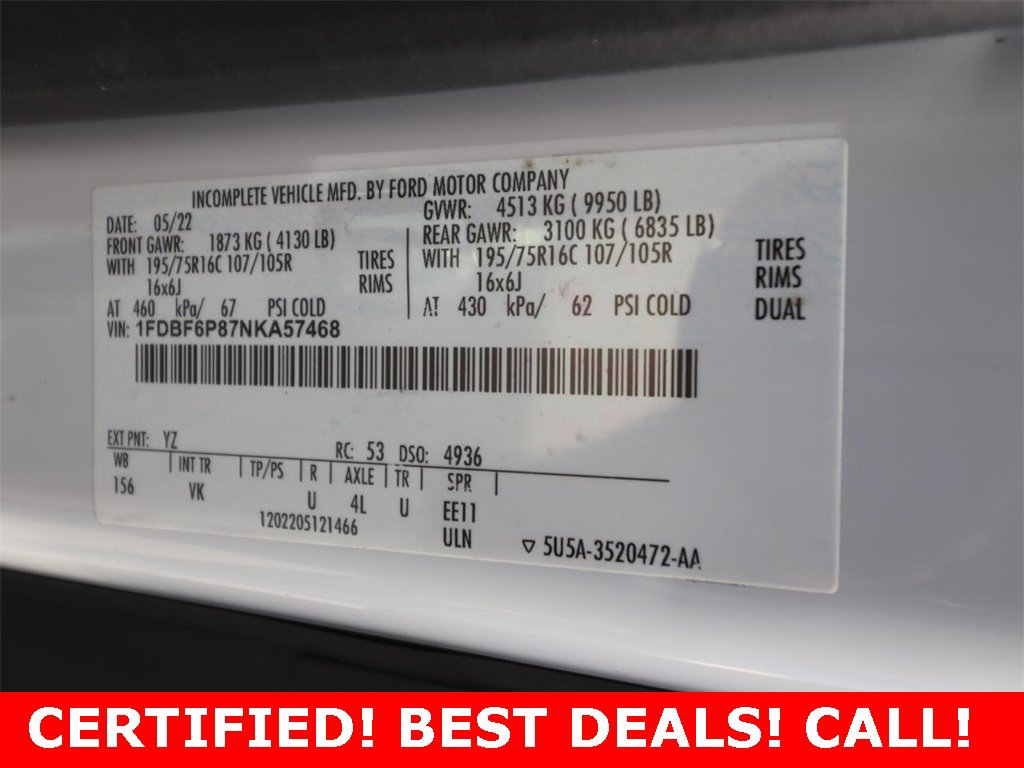 INCOMPLETE VEHICLE MFD. BY FORD MOTOR COMPANY
DATE: 05/22
GVWR: 4513 KG ( 9950 LB)
FRONT GAWR: 1873 KG ( 4130 LB)
REAR GAWR: 3100 KG ( 6835 LB)
WITH 195/75R16C 107/105R TIRES
WITH 195/75R16C 107/105R TIRES
16x6J RIMS
16x6J RIMS
AT 460 kPa/ 67 PSI COLD
AT 430 kPa/ 62 PSI COLD DUAL
VIN: 1FDBF6P87NKA57468
EXT PNT: YZ RC: 53 DSO: 4936
WB INT TR TP/PS R AXLE TR SPR
156 VK U 4L U EE11
1202205121466 ULN
5U5A-3520472-AA
CERTIFIED! BEST DEALS! CALL!